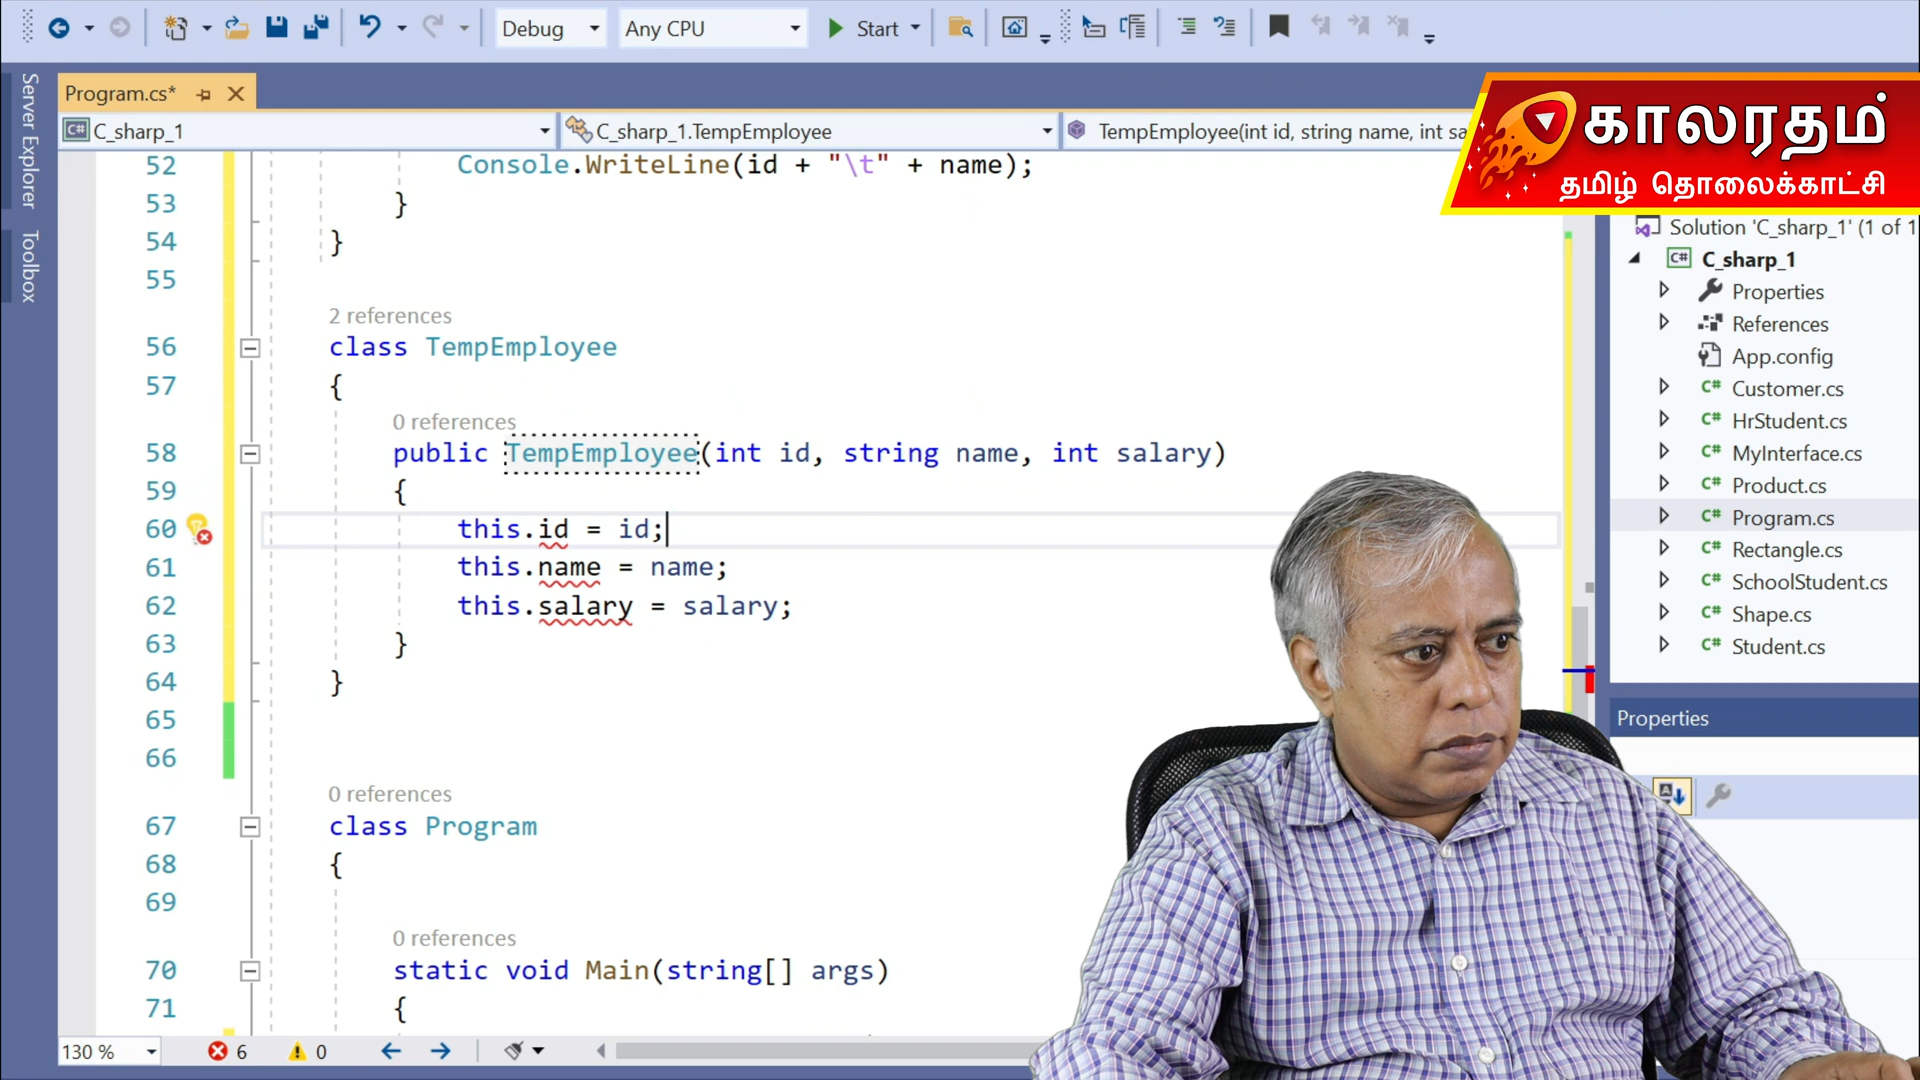 Debug
Any CPU
Start
Server Explorer
Toolbox
Program.cs*
C_sharp_1
C_sharp_1.TempEmployee
TempEmployee(int id, string name, int sa
காலரதம்
தமிழ் தொலைக்காட்சி
52 Console.WriteLine(id + "\t" + name);
53 }
54 }
55
2 references
56 class TempEmployee
57 {
0 references
58 public TempEmployee(int id, string name, int salary)
59 {
60 this.id = id;
61 this.name = name;
62 this.salary = salary;
63 }
64 }
65
66
0 references
67 class Program
68 {
69
0 references
70 static void Main(string[] args)
71 {
130 %
6
0
Solution 'C_sharp_1' (1 of 1
C# C_sharp_1
Properties
References
App.config
C# Customer.cs
C# HrStudent.cs
C# MyInterface.cs
C# Product.cs
C# Program.cs
C# Rectangle.cs
C# SchoolStudent.cs
C# Shape.cs
C# Student.cs
Properties